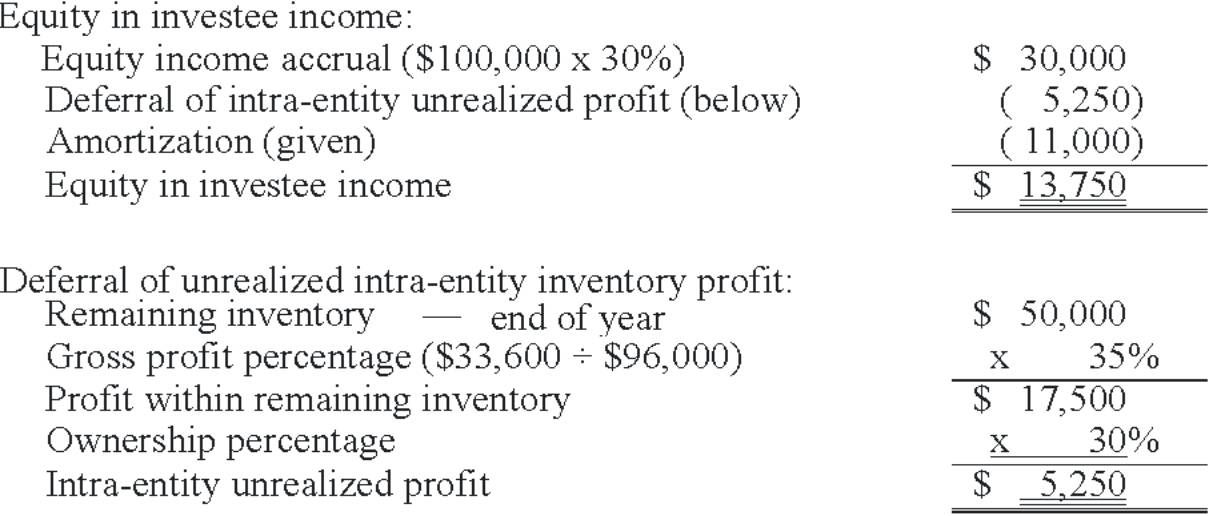 Equity in investee income:
Equity income accrual ($100,000 x 30%) $ 30,000
Deferral of intra-entity unrealized profit (below) ( 5,250)
Amortization (given) ( 11,000)
Equity in investee income $ 13,750
Deferral of unrealized intra-entity inventory profit:
Remaining inventory — end of year $ 50,000
Gross profit percentage ($33,600 ÷ $96,000) x 35%
Profit within remaining inventory $ 17,500
Ownership percentage x 30%
Intra-entity unrealized profit $ 5,250